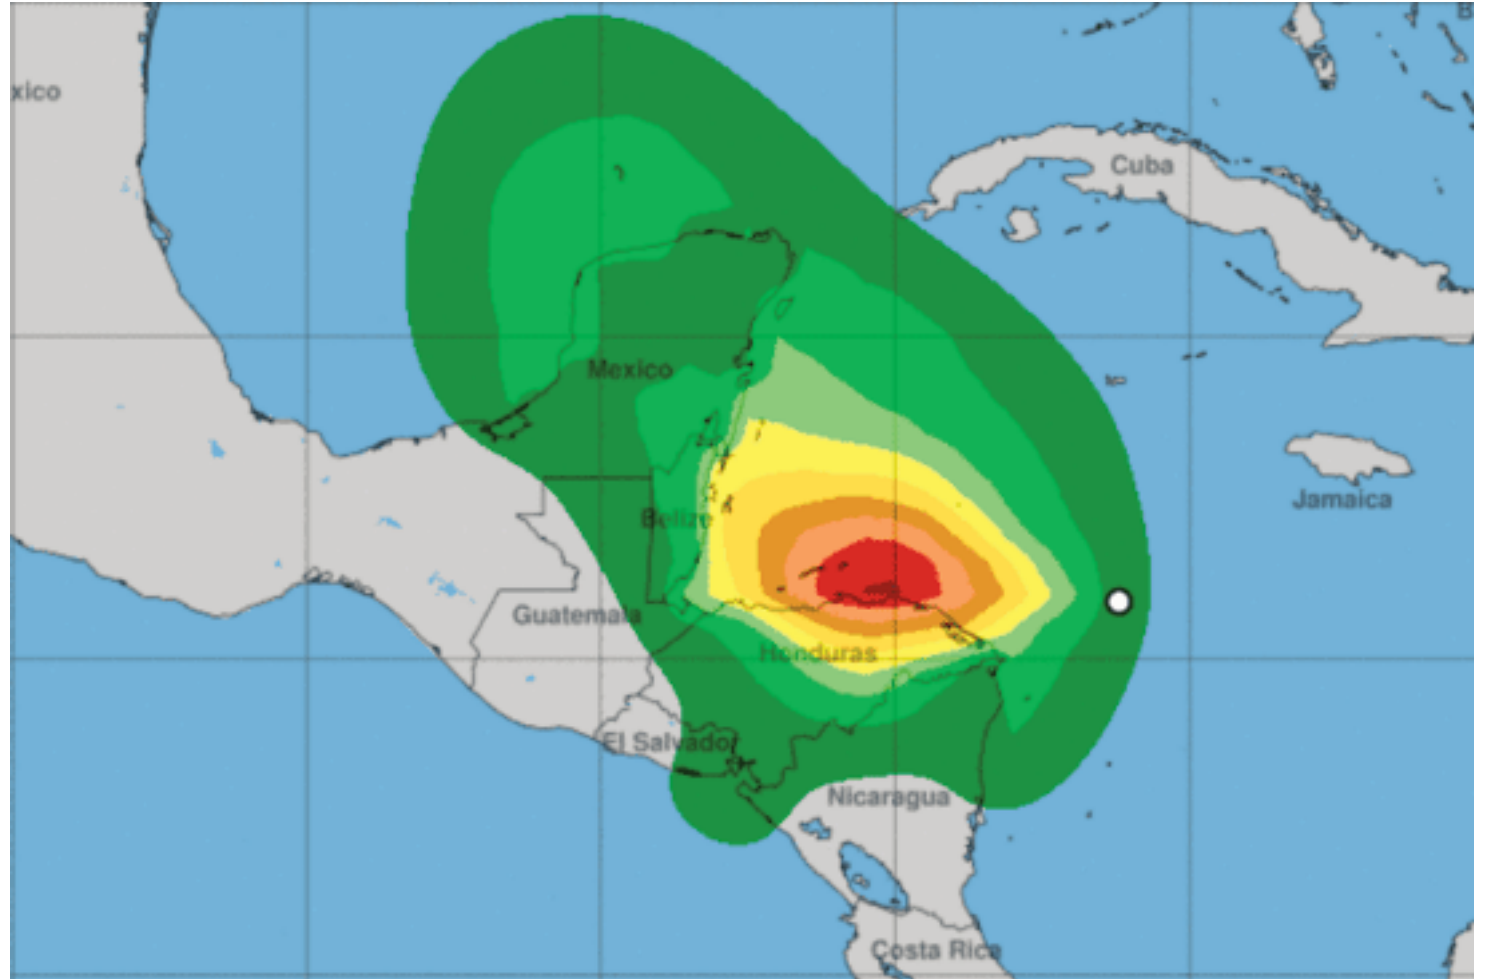 B
xico
Cuba
Mexico
Jamaica
Belize
Guatemala
Honduras
El Salvador
Nicaragua
Costa Rica